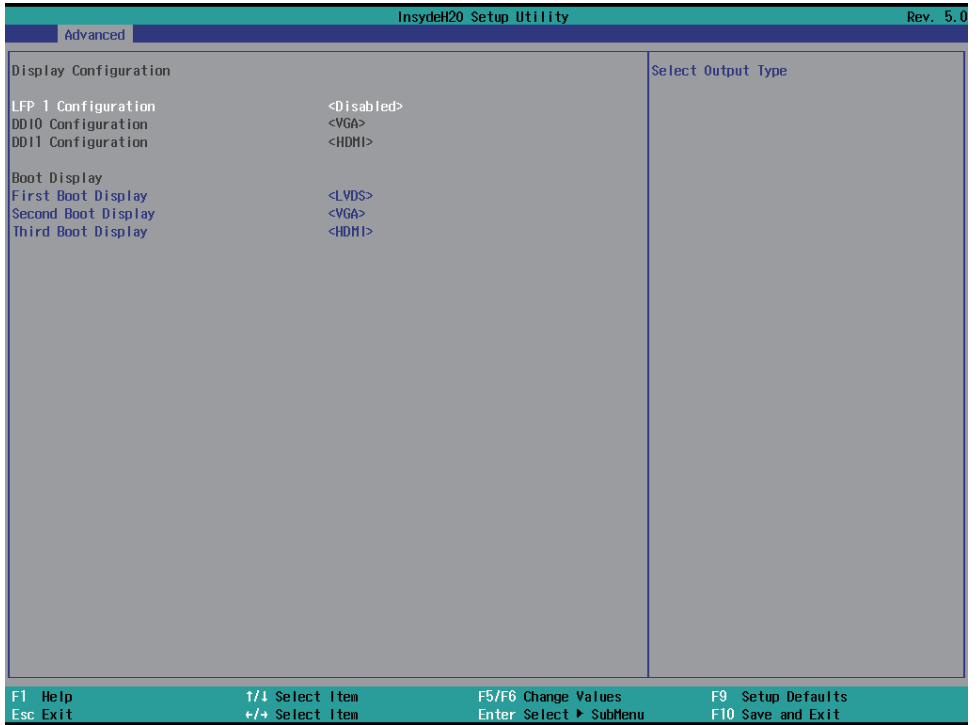 InsydeH20 Setup Utility Rev. 5.0
Advanced
Display Configuration Select Output Type
LFP 1 Configuration <Disabled>
DDI0 Configuration <VGA>
DDI1 Configuration <HDMI>
Boot Display
First Boot Display <LVDS>
Second Boot Display <VGA>
Third Boot Display <HDMI>
F1 Help ↑/↓ Select Item F5/F6 Change Values F9 Setup Defaults
Esc Exit ←/→ Select Item Enter Select ▶ SubMenu F10 Save and Exit